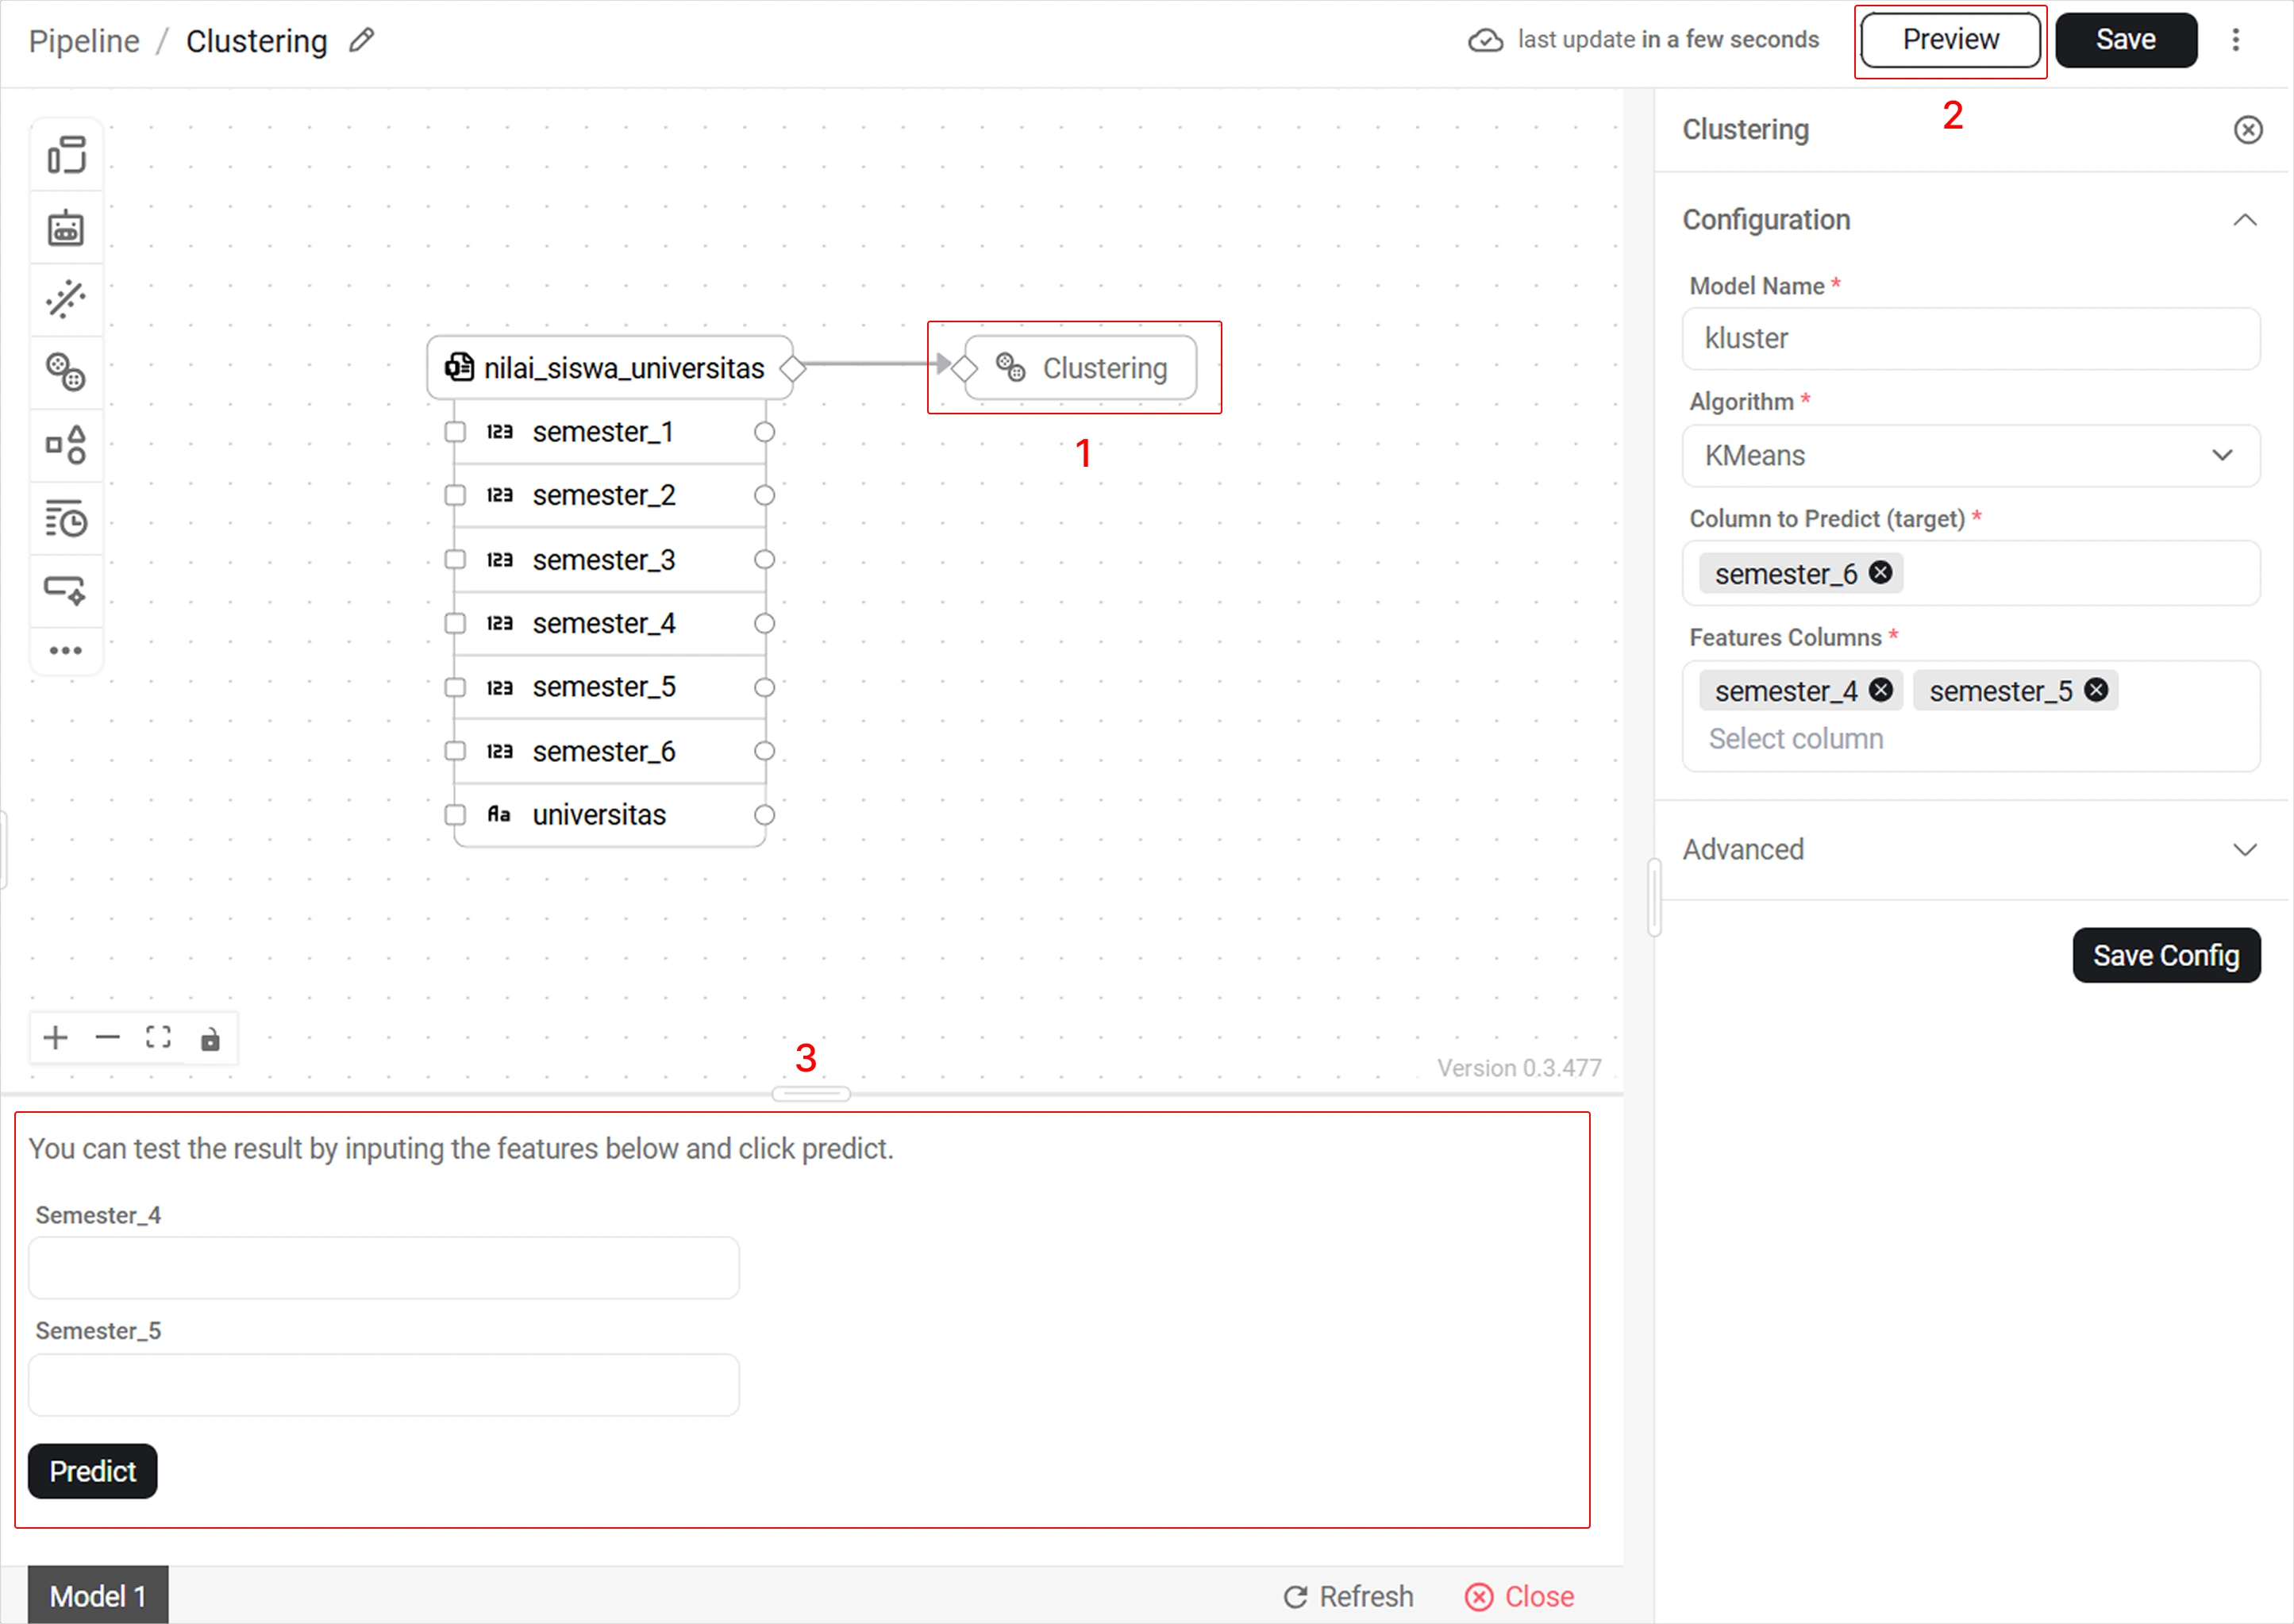 Pipeline / Clustering
last update in a few seconds
Preview
Save
2
Clustering
Configuration
Model Name *
kluster
Algorithm *
KMeans
Column to Predict (target) *
semester_6
Features Columns *
semester_4 semester_5
Select column
Advanced
Save Config
nilai_siswa_universitas
Clustering
1
123 semester_1
123 semester_2
123 semester_3
123 semester_4
123 semester_5
123 semester_6
Aa universitas
3
Version 0.3.477
You can test the result by inputing the features below and click predict.
Semester_4
Semester_5
Predict
Model 1
Refresh
Close